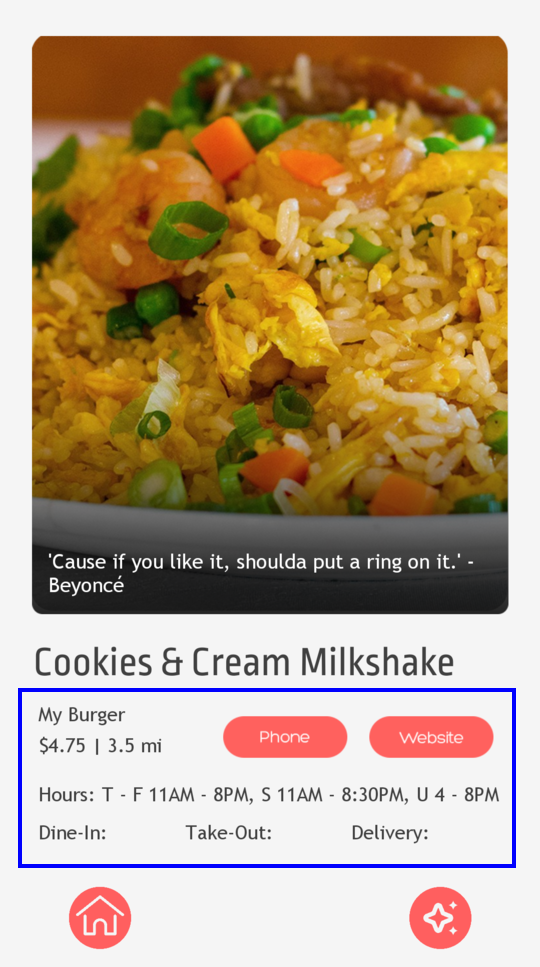 'Cause if you like it, shoulda put a ring on it.' -
Beyoncé
Cookies & Cream Milkshake
My Burger
$4.75 | 3.5 mi
Phone
Website
Hours: T - F 11AM - 8PM, S 11AM - 8:30PM, U 4 - 8PM
Dine-In: Take-Out: Delivery: